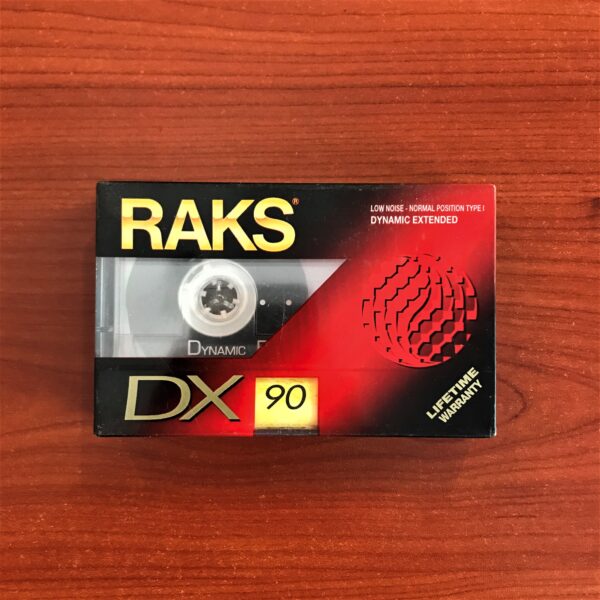 RAKS®
LOW NOISE - NORMAL POSITION TYPE I
DYNAMIC EXTENDED
DYNAMIC
DX 90
LIFETIME
WARRANTY